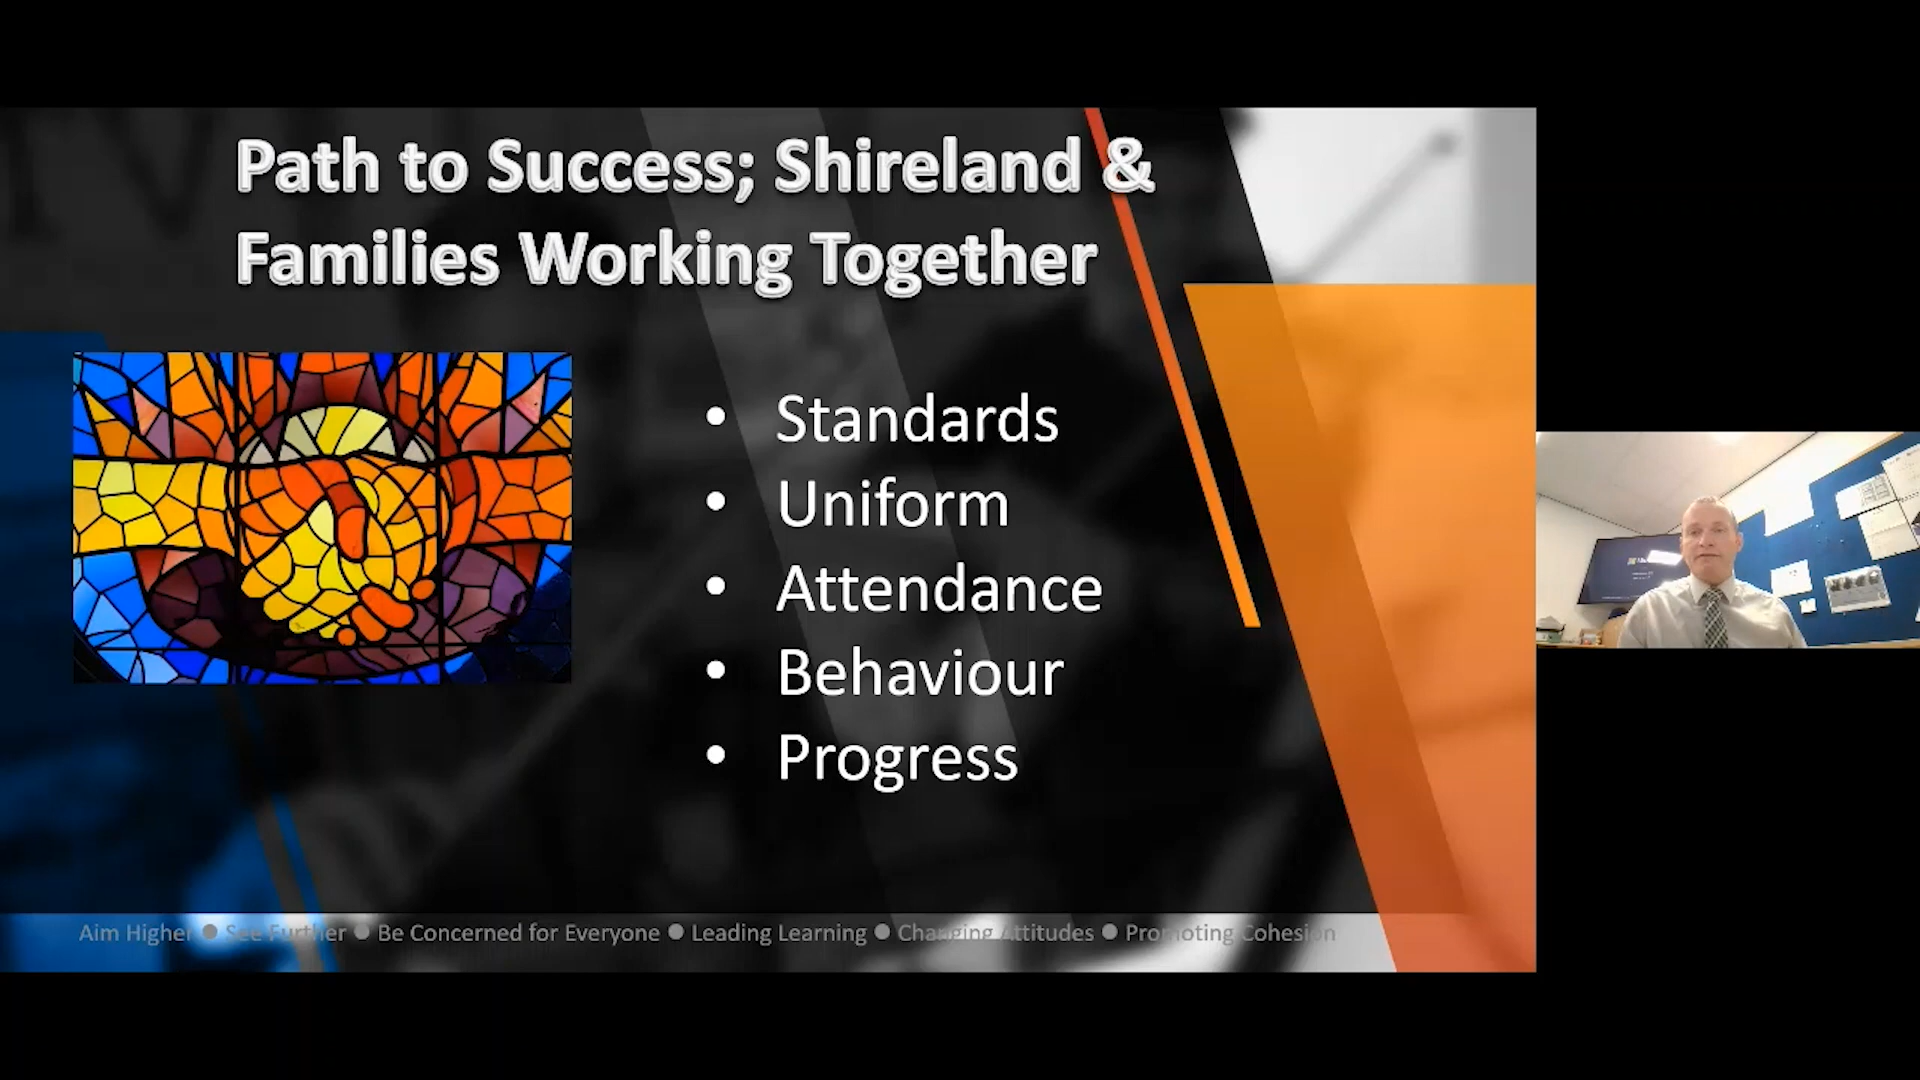 Path to Success; Shireland &
Families Working Together
• Standards
• Uniform
• Attendance
• Behaviour
• Progress
Aim Higher ● See Further ● Be Concerned for Everyone ● Leading Learning ● Changing Attitudes ● Promoting Cohesion